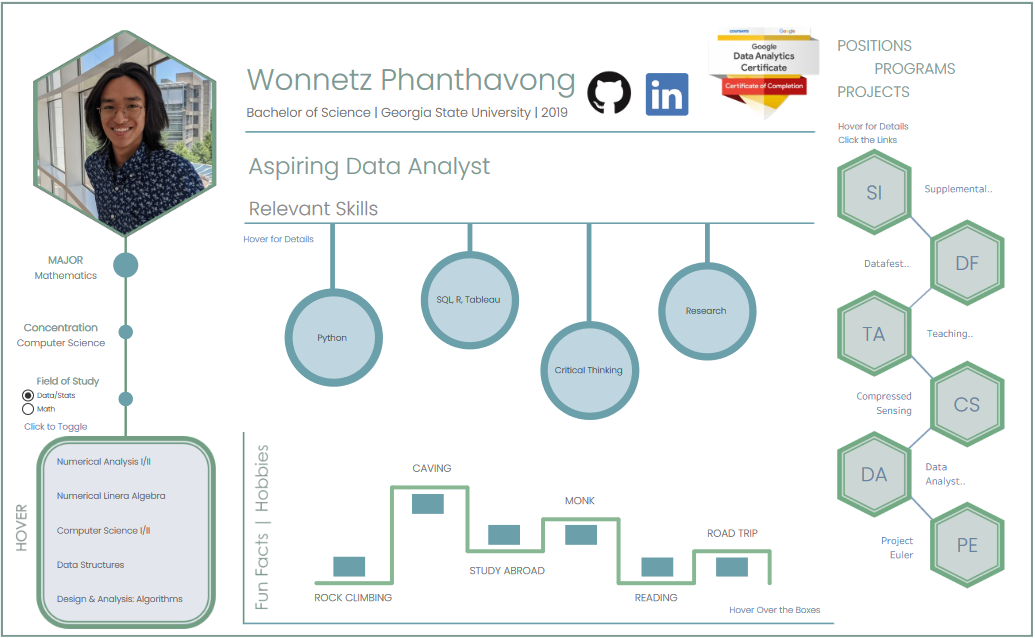 Wonnetz Phanthavong
Bachelor of Science | Georgia State University | 2019
in
coursera Google
Google
Data Analytics
Certificate
Certificate of Completion
Aspiring Data Analyst
Relevant Skills
Hover for Details
Python
SQL, R, Tableau
Critical Thinking
Research
MAJOR
Mathematics
Concentration
Computer Science
Field of Study
Data/Stats
Math
Click to Toggle
HOVER
Numerical Analysis I/II
Numerical Linera Algebra
Computer Science I/II
Data Structures
Design & Analysis: Algorithms
Fun Facts | Hobbies
CAVING
MONK
ROAD TRIP
STUDY ABROAD
ROCK CLIMBING
READING
Hover Over the Boxes
POSITIONS
PROGRAMS
PROJECTS
Hover for Details
Click the Links
SI
Supplemental..
Datafest..
DF
TA
Teaching..
Compressed
Sensing
CS
DA
Data
Analyst..
Project
Euler
PE